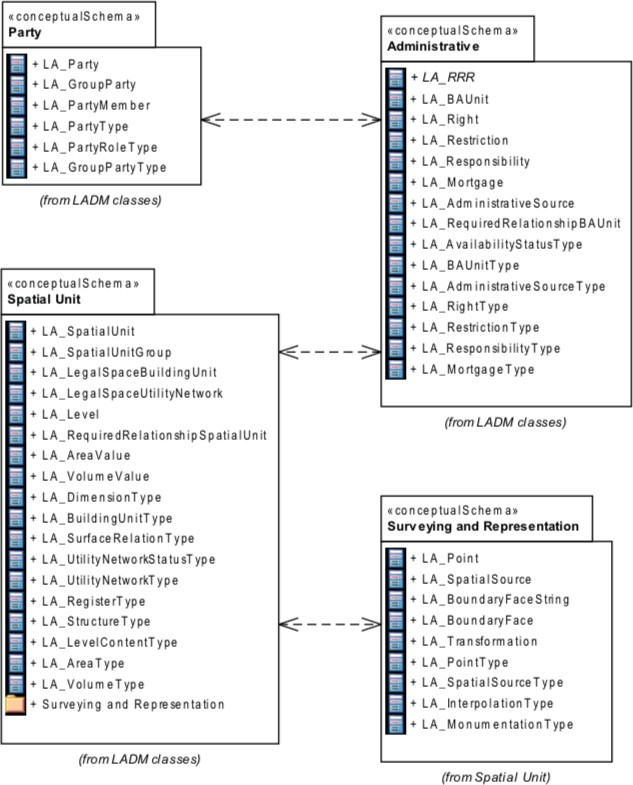 «conceptualSchema»
Party
+ LA_Party
+ LA_GroupParty
+ LA_PartyMember
+ LA_PartyType
+ LA_PartyRoleType
+ LA_GroupPartyType
(from LADM classes)
«conceptualSchema»
Administrative
+ LA_RRR
+ LA_BAUnit
+ LA_Right
+ LA_Restriction
+ LA_Responsibility
+ LA_Mortgage
+ LA_AdministrativeSource
+ LA_RequiredRelationshipBAUnit
+ LA_AvailabilityStatusType
+ LA_BAUnitType
+ LA_AdministrativeSourceType
+ LA_RightType
+ LA_RestrictionType
+ LA_ResponsibilityType
+ LA_MortgageType
(from LADM classes)
«conceptualSchema»
Spatial Unit
+ LA_SpatialUnit
+ LA_SpatialUnitGroup
+ LA_LegalSpaceBuildingUnit
+ LA_LegalSpaceUtilityNetwork
+ LA_Level
+ LA_RequiredRelationshipSpatialUnit
+ LA_AreaValue
+ LA_VolumeValue
+ LA_DimensionType
+ LA_BuildingUnitType
+ LA_SurfaceRelationType
+ LA_UtilityNetworkStatusType
+ LA_UtilityNetworkType
+ LA_RegisterType
+ LA_StructureType
+ LA_LevelContentType
+ LA_AreaType
+ LA_VolumeType
+ Surveying and Representation
(from LADM classes)
«conceptualSchema»
Surveying and Representation
+ LA_Point
+ LA_SpatialSource
+ LA_BoundaryFaceString
+ LA_BoundaryFace
+ LA_Transformation
+ LA_PointType
+ LA_SpatialSourceType
+ LA_InterpolationType
+ LA_MonumentationType
(from Spatial Unit)